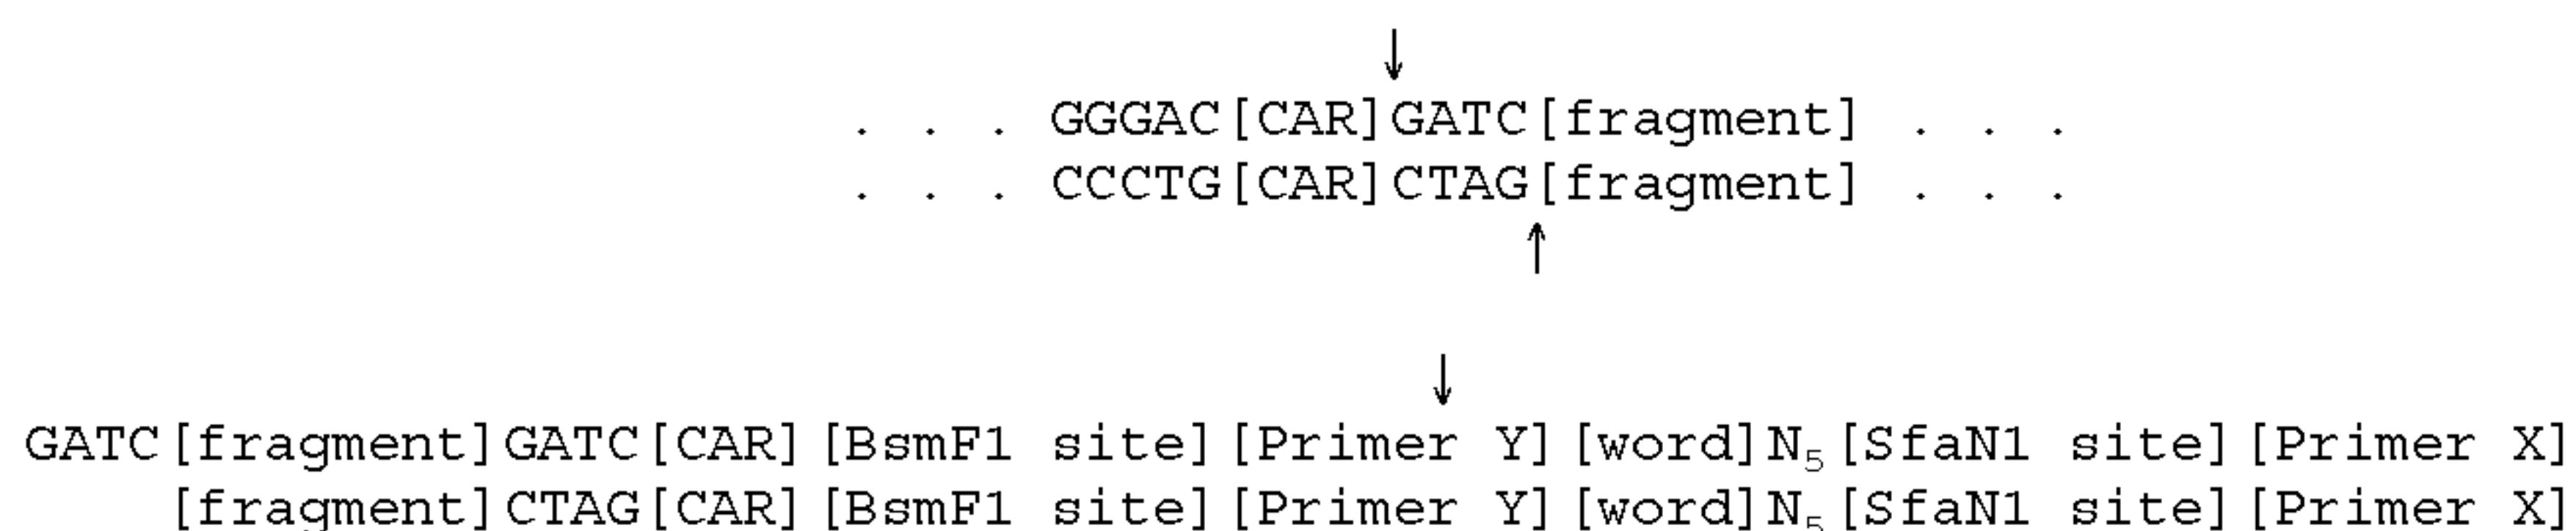 ↓
. . . GGGAC[CAR]GATC[fragment] . . .
. . . CCCTG[CAR]CTAG[fragment] . . .
↑
↓
GATC[fragment]GATC[CAR][BsmF1 site][Primer Y][word]N₅[SfaN1 site][Primer X]
[fragment]CTAG[CAR][BsmF1 site][Primer Y][word]N₅[SfaN1 site][Primer X]